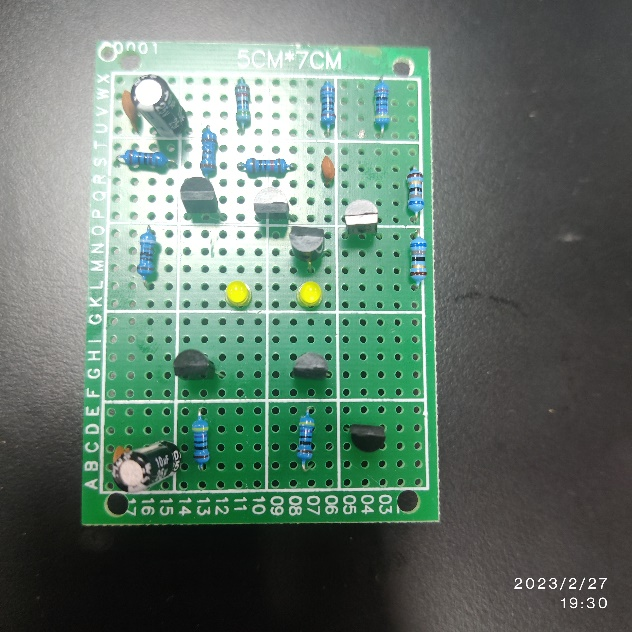 0001
5CM*7CM
A B C D E F G H I G K L M N O P Q R S T U V W X
17 16 15 14 13 12 11 10 09 08 07 06 05 04 03
10uF
2023/2/27
19:30